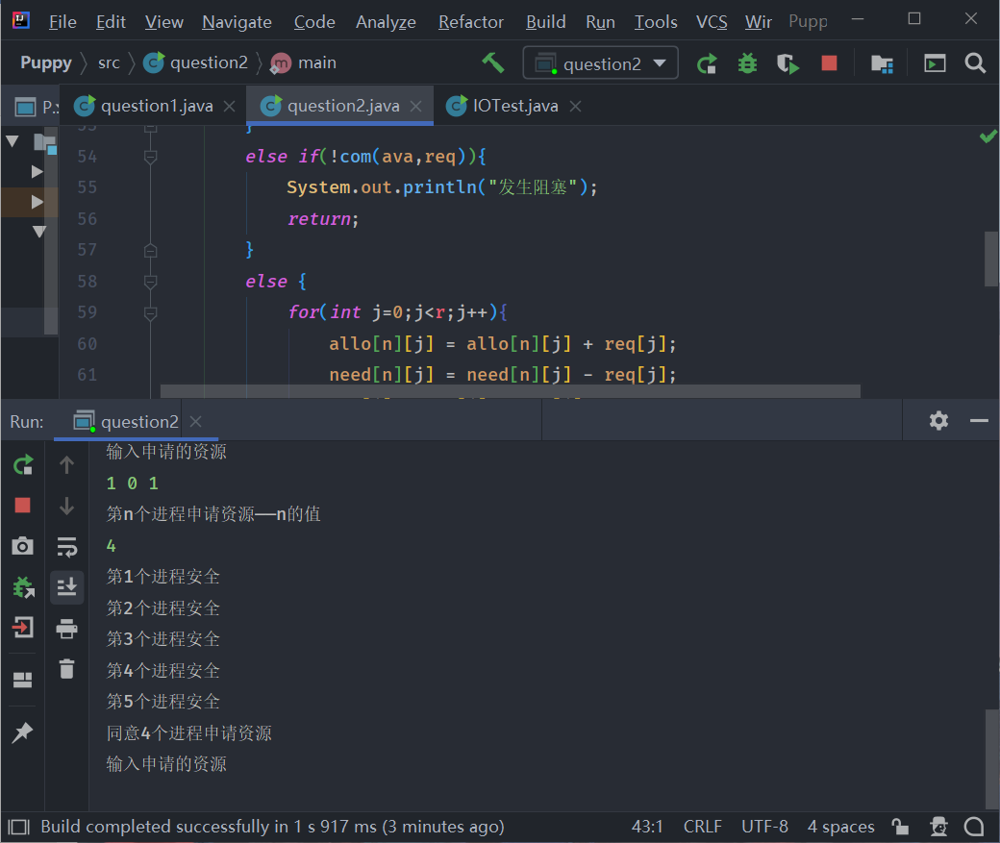 File Edit View Navigate Code Analyze Refactor Build Run Tools VCS Wir Pupp
Puppy src question2 main question2
P.: question1.java question2.java IOTest.java
53 }
54 else if(!com(ava,req)){
55 System.out.println("发生阻塞");
56 return;
57 }
58 else {
59 for(int j=0;j<r;j++){
60 allo[n][j] = allo[n][j] + req[j];
61 need[n][j] = need[n][j] - req[j];
Run: question2
输入申请的资源
1 0 1
第n个进程申请资源——n的值
4
第1个进程安全
第2个进程安全
第3个进程安全
第4个进程安全
第5个进程安全
同意4个进程申请资源
输入申请的资源
Build completed successfully in 1 s 917 ms (3 minutes ago) 43:1 CRLF UTF-8 4 spaces